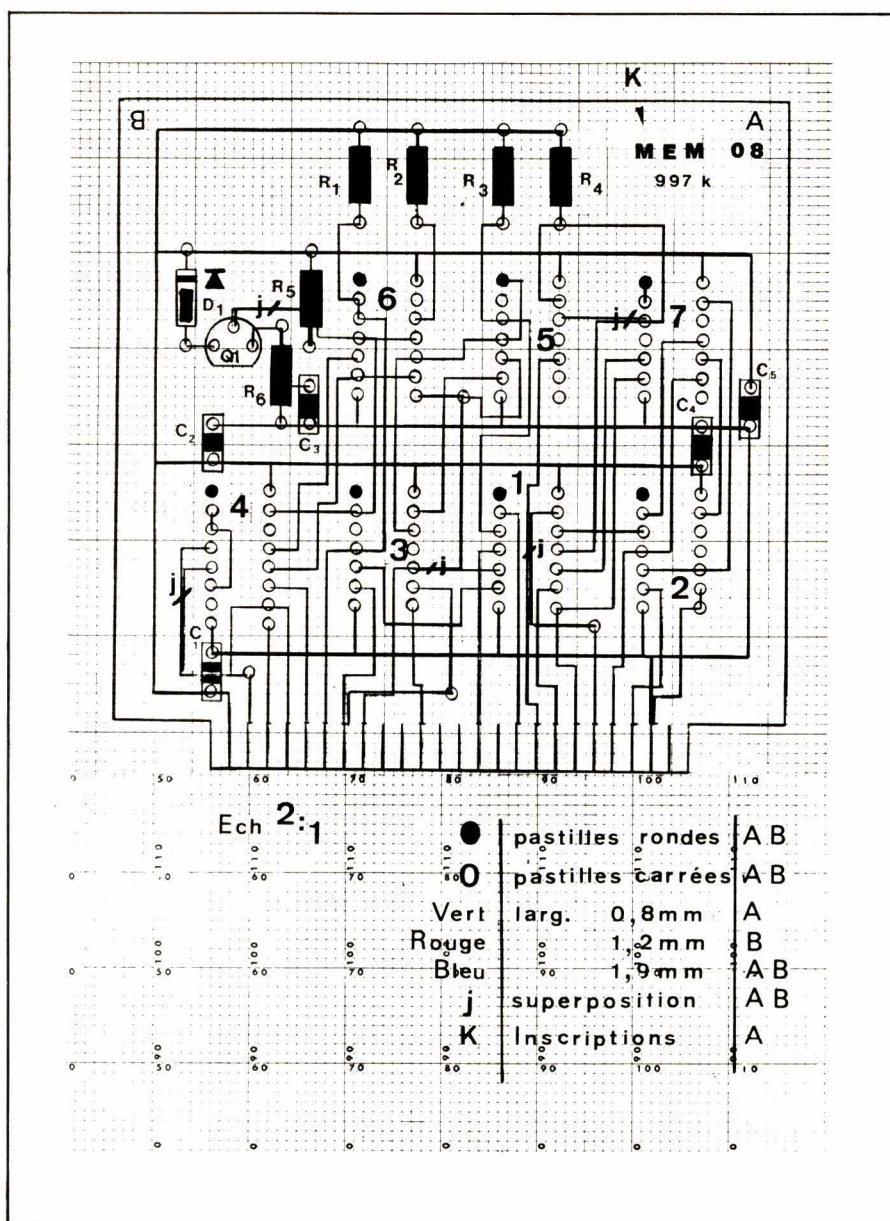 K
B A
MEM 08
997 k
R1 R2 R3 R4
D1 j R5 6 5 j 7
Q1
R6 C3 C2 C4 C5
4 3 j 1 j 2
j
C1
0 50 60 70 80 90 100 110
Ech 2:1
● pastilles rondes A B
O pastilles carrées A B
Vert larg. 0,8mm A
Rouge 1,2mm B
Bleu 1,9mm A B
j superposition A B
K Inscriptions A